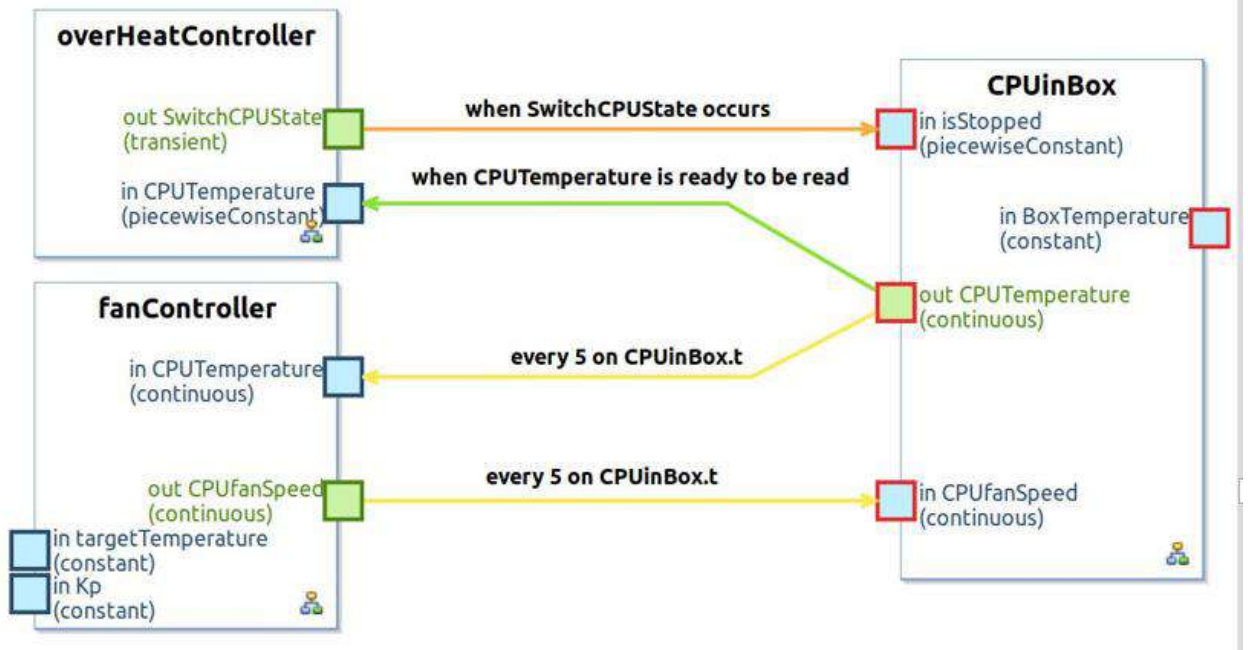 overHeatController
out SwitchCPUState
(transient)
in CPUTemperature
(piecewiseConstant)
when SwitchCPUState occurs
when CPUTemperature is ready to be read
fanController
in CPUTemperature
(continuous)
out CPUfanSpeed
(continuous)
in targetTemperature
(constant)
in Kp
(constant)
every 5 on CPUinBox.t
every 5 on CPUinBox.t
CPUinBox
in isStopped
(piecewiseConstant)
in BoxTemperature
(constant)
out CPUTemperature
(continuous)
in CPUfanSpeed
(continuous)